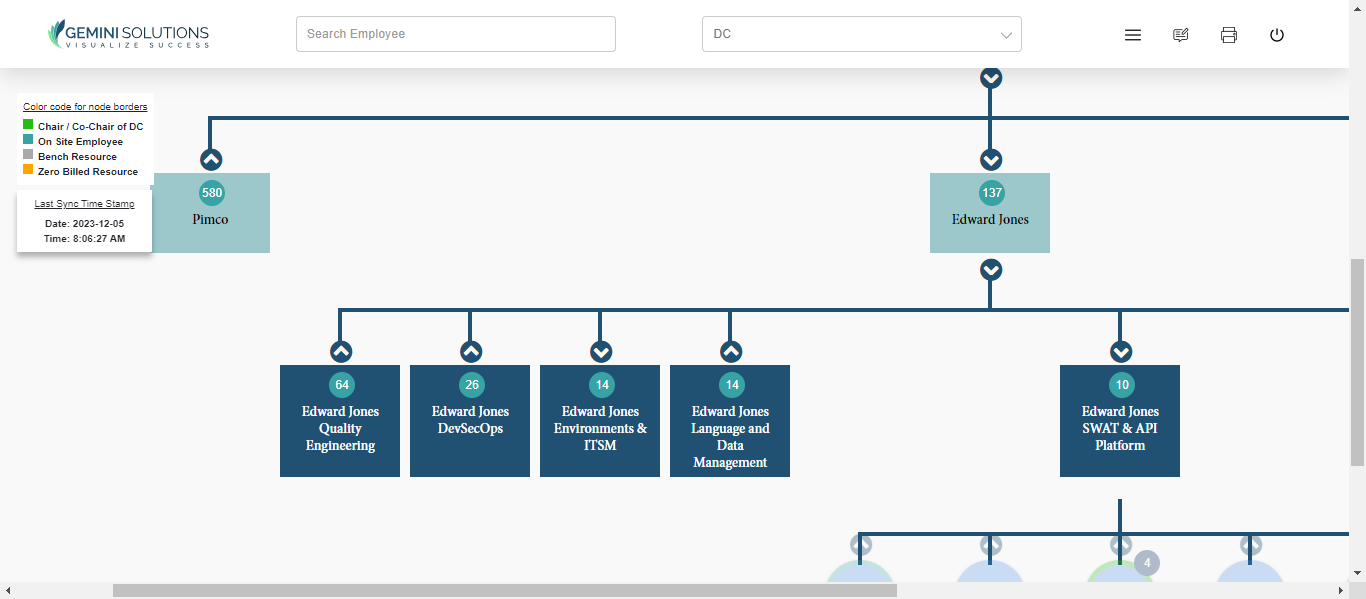 GEMINI SOLUTIONS
VISUALIZE SUCCESS
Search Employee
DC
Color code for node borders
Chair / Co-Chair of DC
On Site Employee
Bench Resource
Zero Billed Resource
Last Sync Time Stamp
Date: 2023-12-05
Time: 8:06:27 AM
580
Pimco
137
Edward Jones
64
Edward Jones
Quality
Engineering
26
Edward Jones
DevSecOps
14
Edward Jones
Environments &
ITSM
14
Edward Jones
Language and
Data
Management
10
Edward Jones
SWAT & API
Platform
4